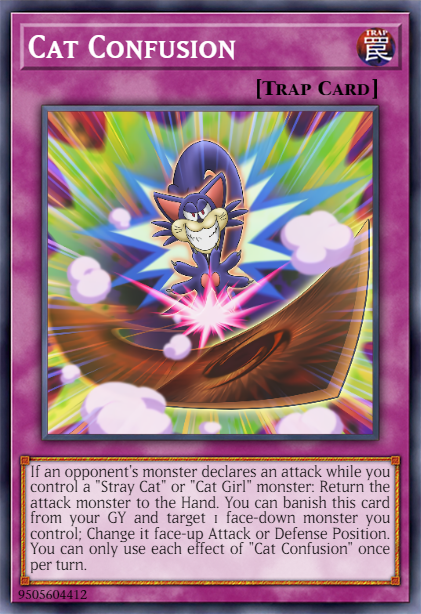 Cat Confusion
TRAP
罠
[Trap Card]
If an opponent's monster declares an attack while you
control a "Stray Cat" or "Cat Girl" monster: Return the
attack monster to the Hand. You can banish this card
from your GY and target 1 face-down monster you
control; Change it face-up Attack or Defense Position.
You can only use each effect of "Cat Confusion" once
per turn.
9505604412